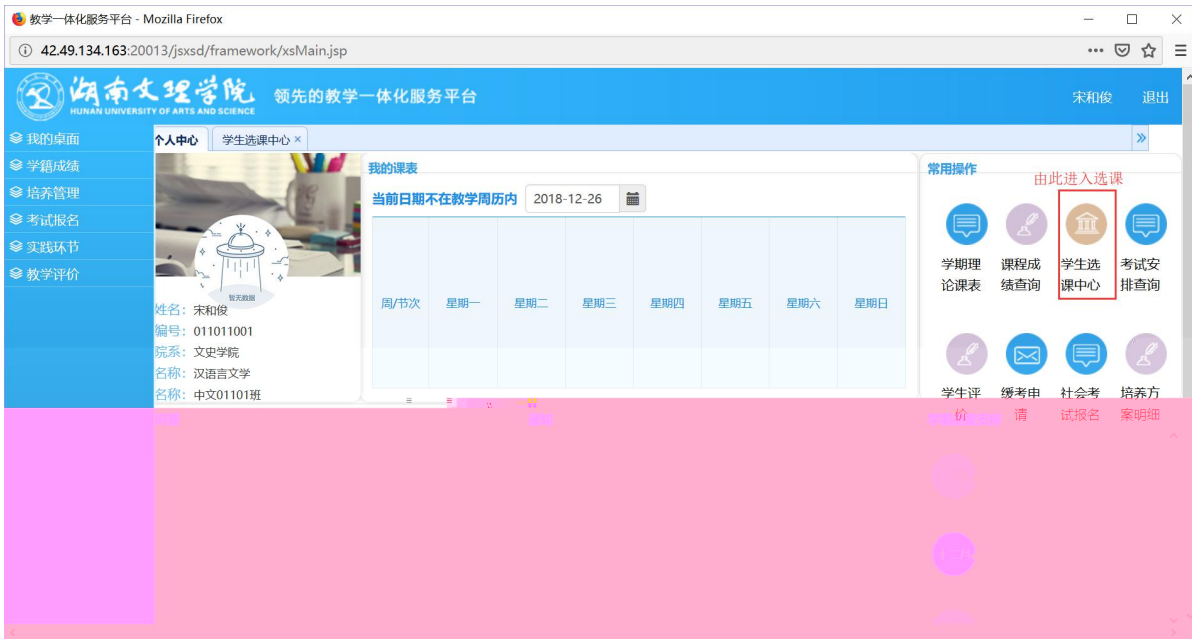 教学一体化服务平台 - Mozilla Firefox
42.49.134.163:20013/jsxsd/framework/xsMain.jsp
湖南文理学院
HUNAN UNIVERSITY OF ARTS AND SCIENCE
领先的教学一体化服务平台
宋和俊 退出
我的桌面
学籍成绩
培养管理
考试报名
实践环节
教学评价
个人中心 学生选课中心 ×
暂无数据
姓名: 宋和俊
编号: 011011001
院系: 文史学院
名称: 汉语言文学
名称: 中文01101班
我的课表
当前日期不在教学周历内 2018-12-26
周/节次 星期一 星期二 星期三 星期四 星期五 星期六 星期日
常用操作
由此进入选课
学期理论课表
课程成绩查询
学生选课中心
考试安排查询
学生评价
缓考申请
社会考试报名
培养方案明细